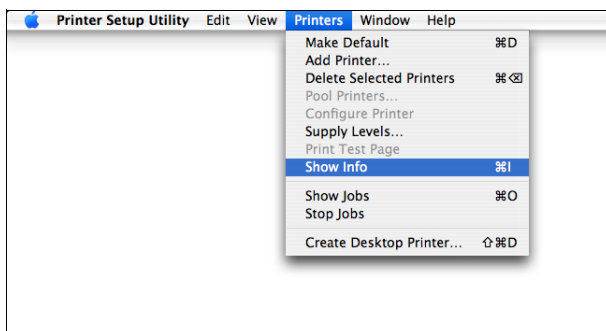 Printer Setup Utility Edit View Printers Window Help
Make Default ⌘D
Add Printer...
Delete Selected Printers ⌘⌫
Pool Printers...
Configure Printer
Supply Levels...
Print Test Page
Show Info ⌘I
Show Jobs ⌘O
Stop Jobs
Create Desktop Printer... ⇧⌘D